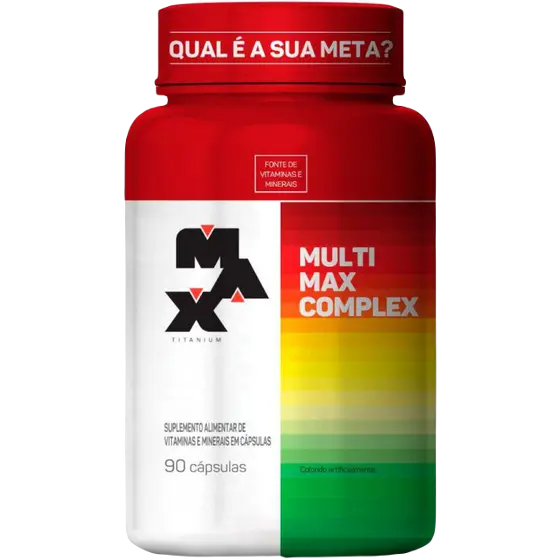 QUAL É A SUA META?
FONTE DE
VITAMINAS E
MINERAIS
MAX
TITANIUM
MULTI
MAX
COMPLEX
SUPLEMENTO ALIMENTAR DE
VITAMINAS E MINERAIS EM CÁPSULAS
90 cápsulas
Colorido artificialmente.